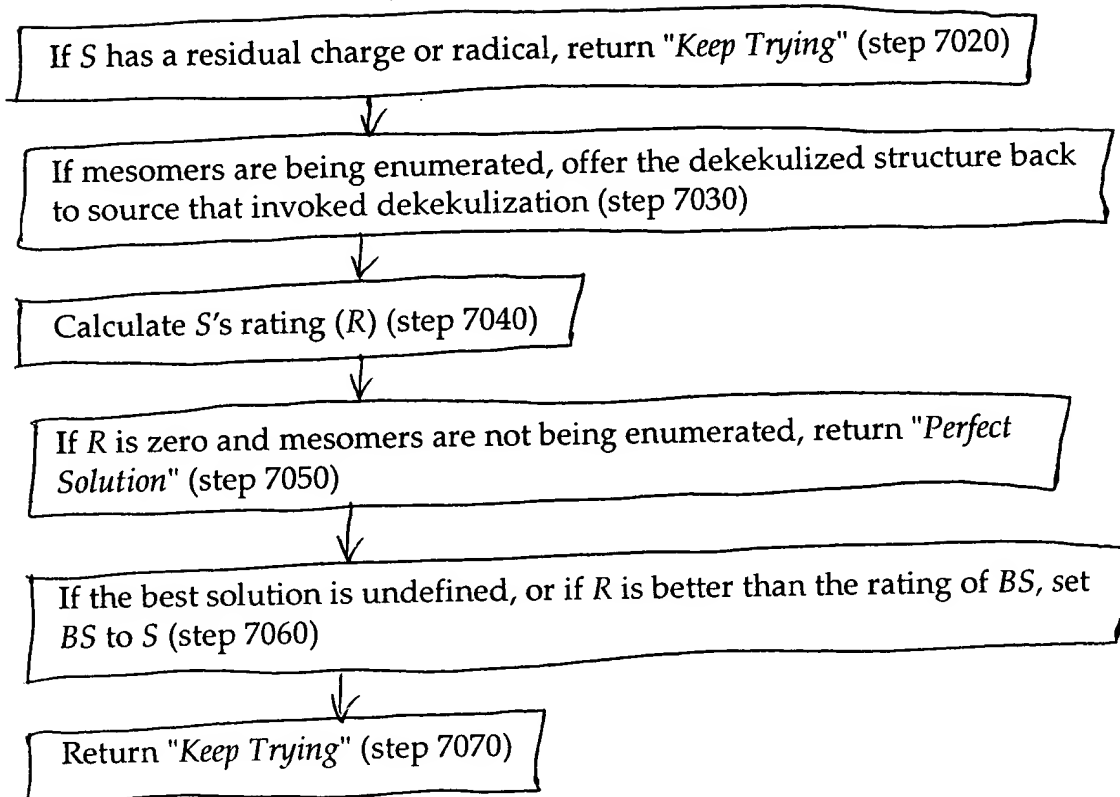 If S has a residual charge or radical, return "Keep Trying" (step 7020)
If mesomers are being enumerated, offer the dekekulized structure back
to source that invoked dekekulization (step 7030)
Calculate S's rating (R) (step 7040)
If R is zero and mesomers are not being enumerated, return "Perfect
Solution" (step 7050)
If the best solution is undefined, or if R is better than the rating of BS, set
BS to S (step 7060)
Return "Keep Trying" (step 7070)